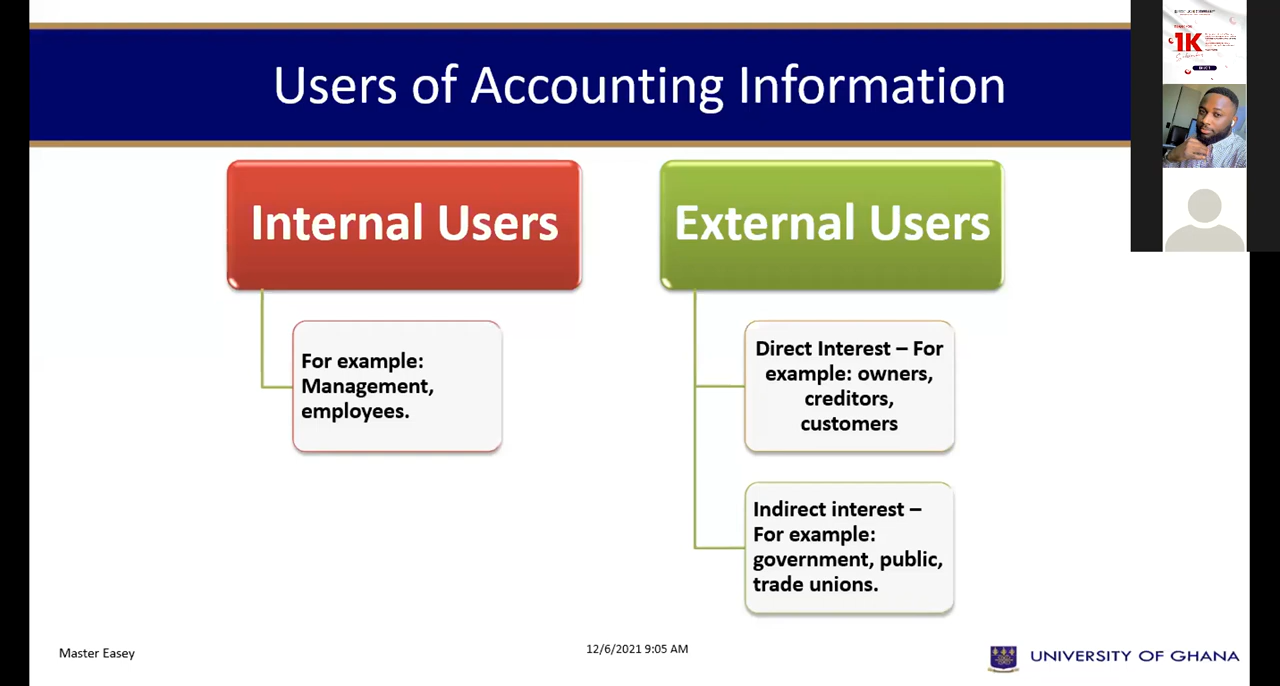 Users of Accounting Information
Internal Users
For example:
Management,
employees.
External Users
Direct Interest – For
example: owners,
creditors,
customers
Indirect interest –
For example:
government, public,
trade unions.
1K
Master Easey
12/6/2021 9:05 AM
UNIVERSITY OF GHANA